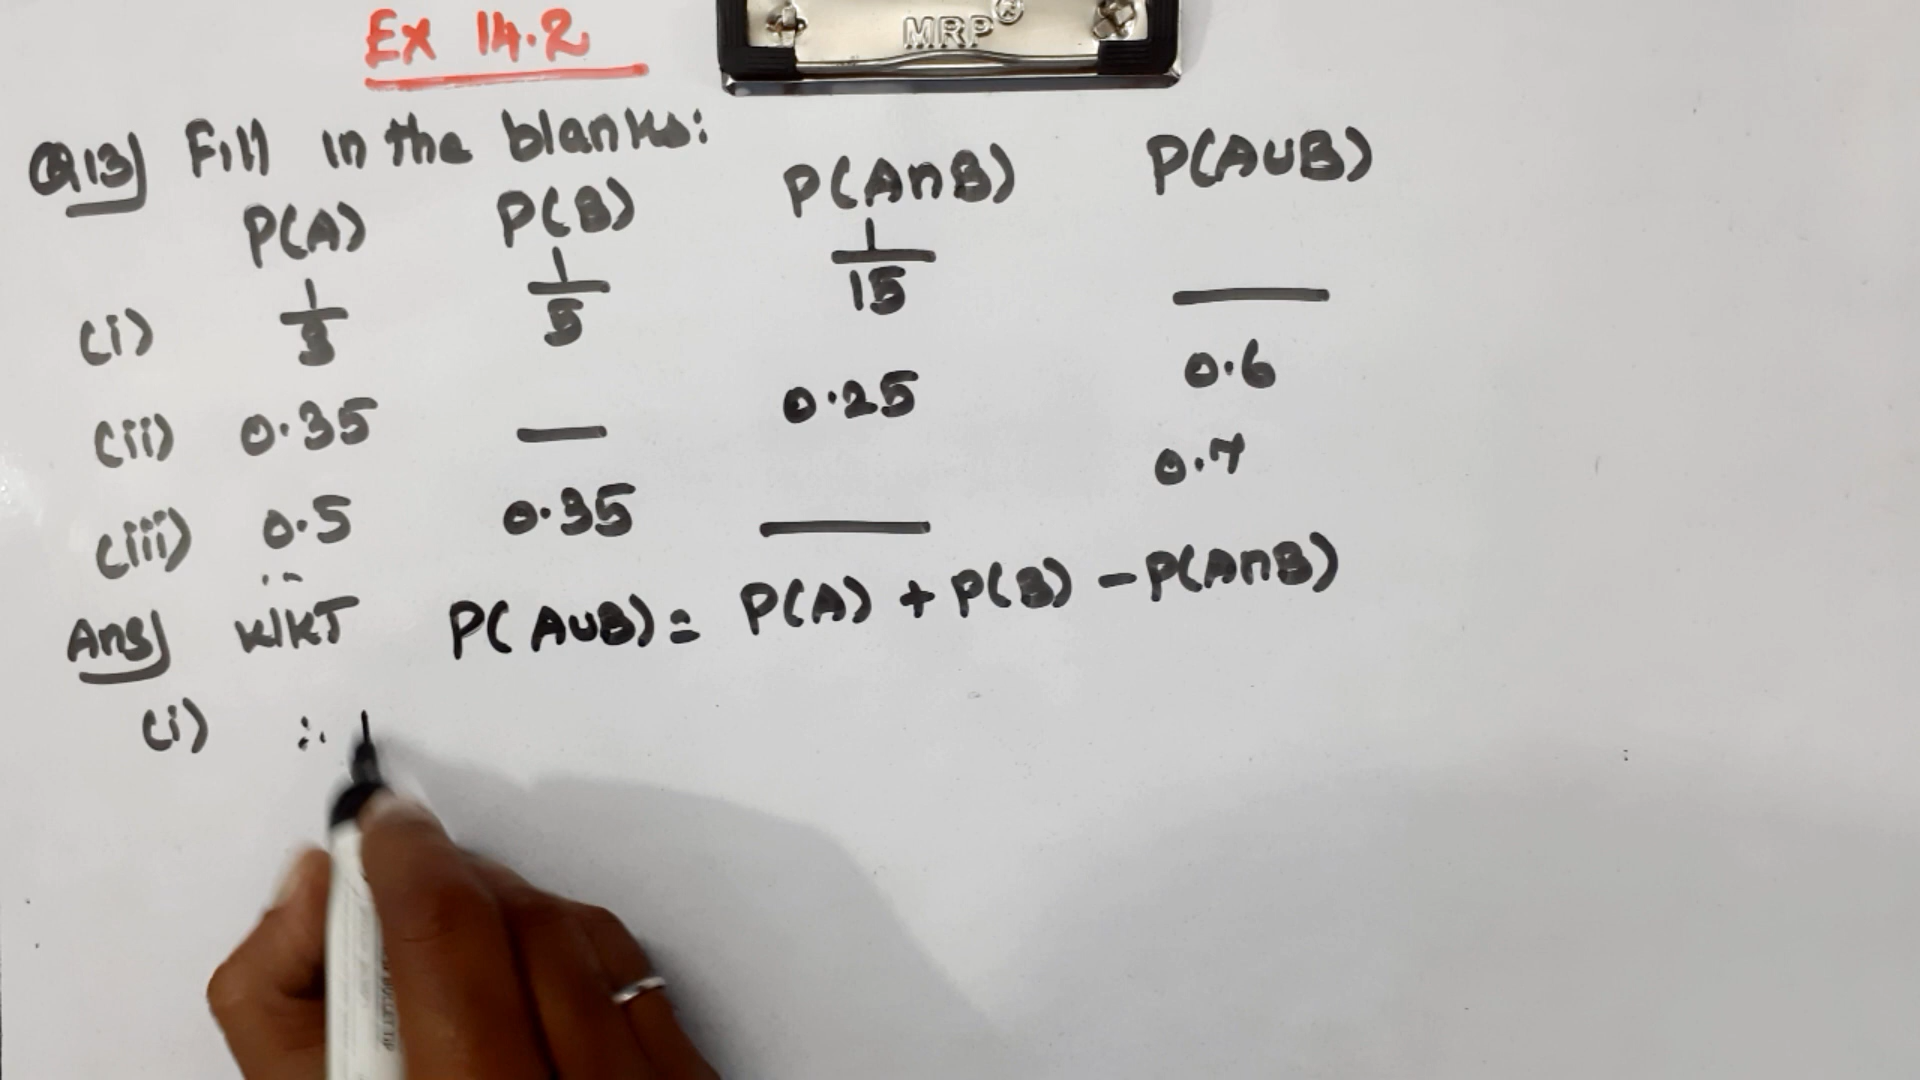 Ex 14.2
MRP®
Q13) Fill in the blanks:
P(A) P(B) P(A∩B) P(A∪B)
(i) 1/3 1/5 1/15 ___
(ii) 0.35 ___ 0.25 0.6
(iii) 0.5 0.35 ___ 0.7
Ans) WKT P(A∪B) = P(A) + P(B) - P(A∩B)
(i) ∴